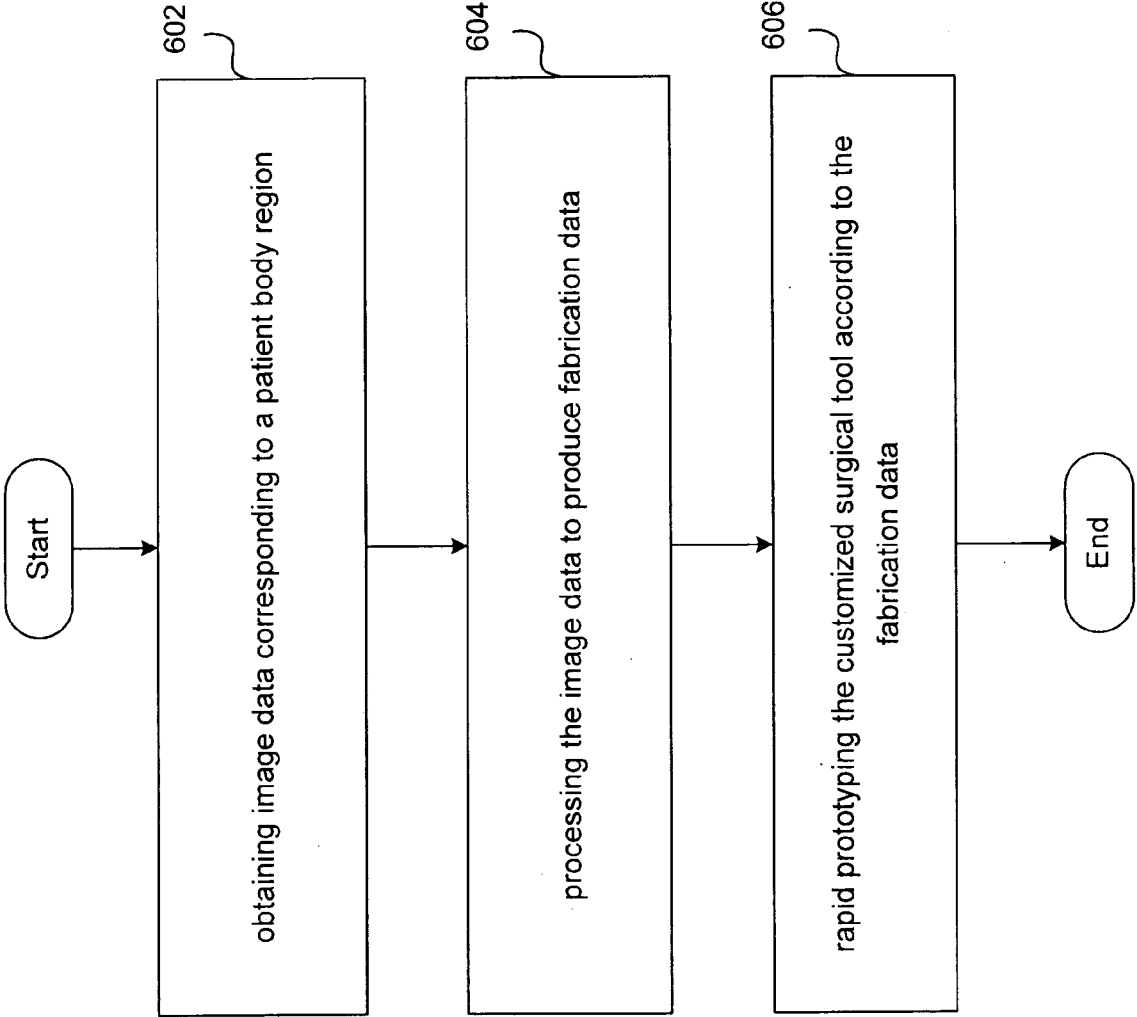 Start
602
obtaining image data corresponding to a patient body region
604
processing the image data to produce fabrication data
606
rapid prototyping the customized surgical tool according to the
fabrication data
End